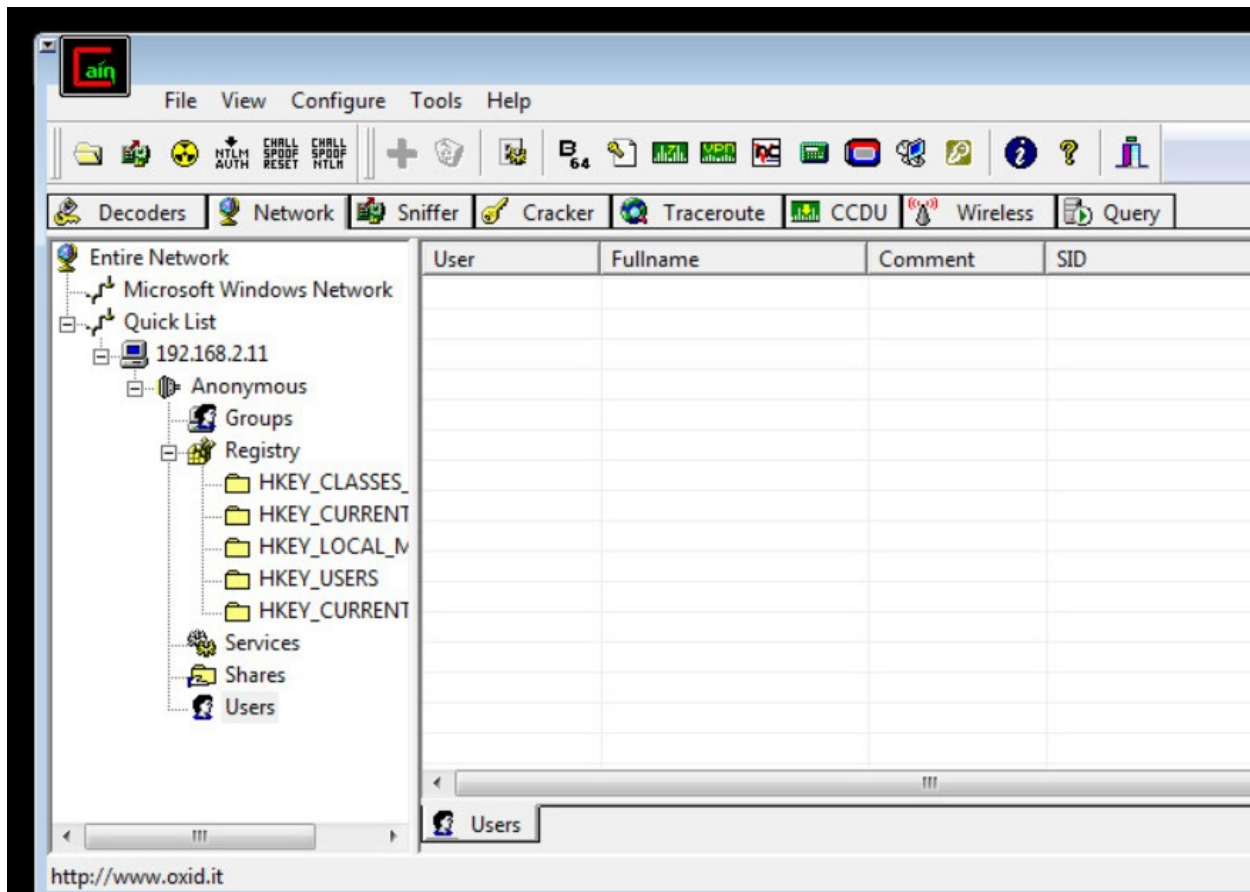 Cain
File View Configure Tools Help
NTLM AUTH CHALL SPOOF RESET CHALL SPOOF NTLM B64
Decoders Network Sniffer Cracker Traceroute CCDU Wireless Query
Entire Network
Microsoft Windows Network
Quick List
192.168.2.11
Anonymous
Groups
Registry
HKEY_CLASSES_
HKEY_CURRENT
HKEY_LOCAL_M
HKEY_USERS
HKEY_CURRENT
Services
Shares
Users
User Fullname Comment SID
Users
http://www.oxid.it